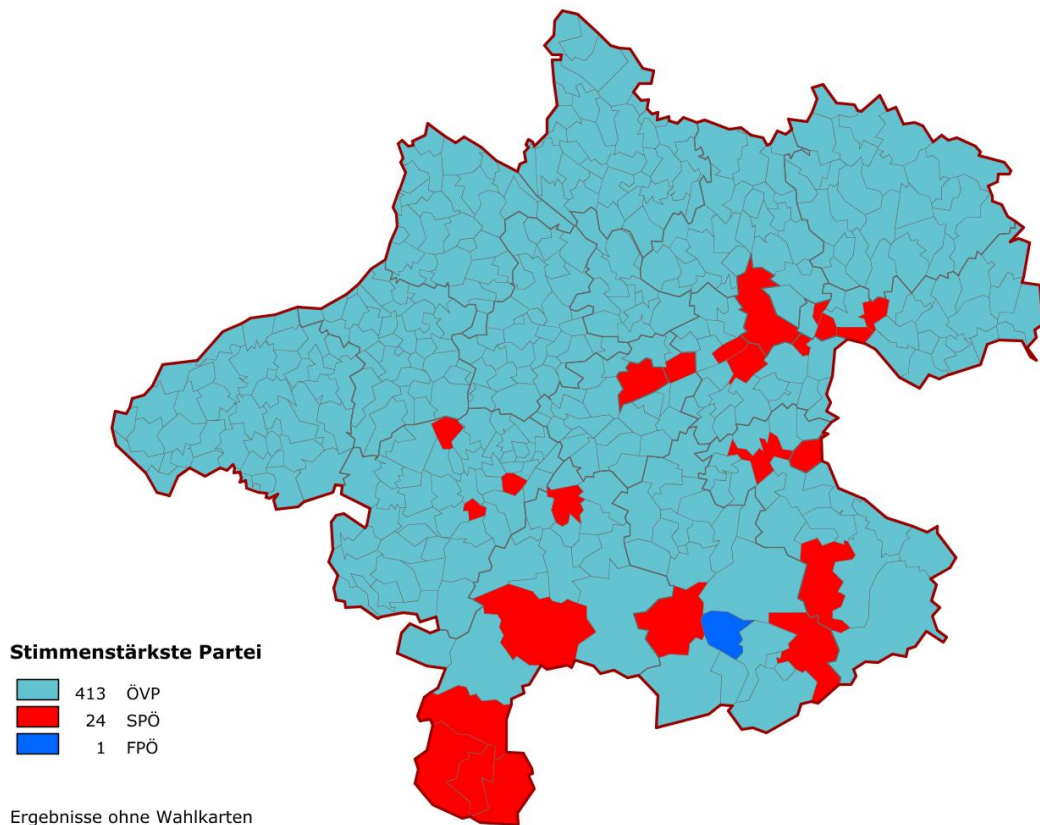 Stimmenstärkste Partei
413 ÖVP
24 SPÖ
1 FPÖ
Ergebnisse ohne Wahlkarten